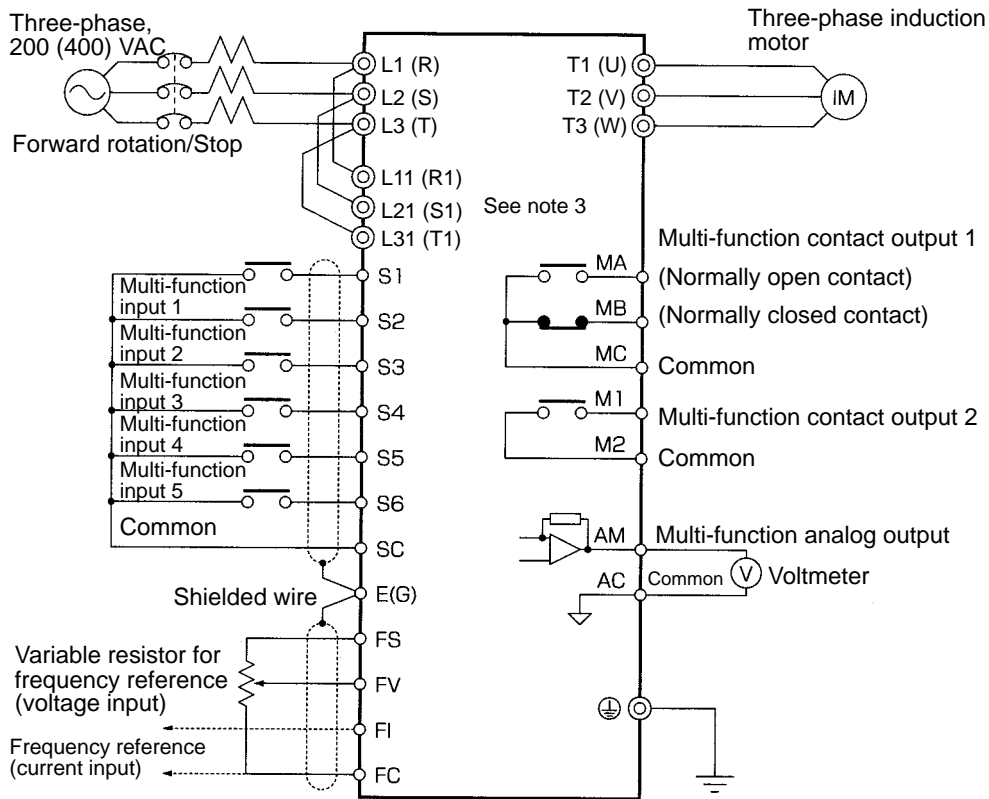 Three-phase,
200 (400) VAC
Forward rotation/Stop
L1 (R)
L2 (S)
L3 (T)
L11 (R1)
L21 (S1)
L31 (T1)
See note 3
T1 (U)
T2 (V)
T3 (W)
Three-phase induction
motor
IM
Multi-function
input 1
Multi-function
input 2
Multi-function
input 3
Multi-function
input 4
Multi-function
input 5
Common
S1
S2
S3
S4
S5
S6
SC
Shielded wire
E(G)
Variable resistor for
frequency reference
(voltage input)
Frequency reference
(current input)
FS
FV
FI
FC
Multi-function contact output 1
MA
(Normally open contact)
MB
(Normally closed contact)
MC
Common
M1
Multi-function contact output 2
M2
Common
AM
Multi-function analog output
AC
Common
V
Voltmeter